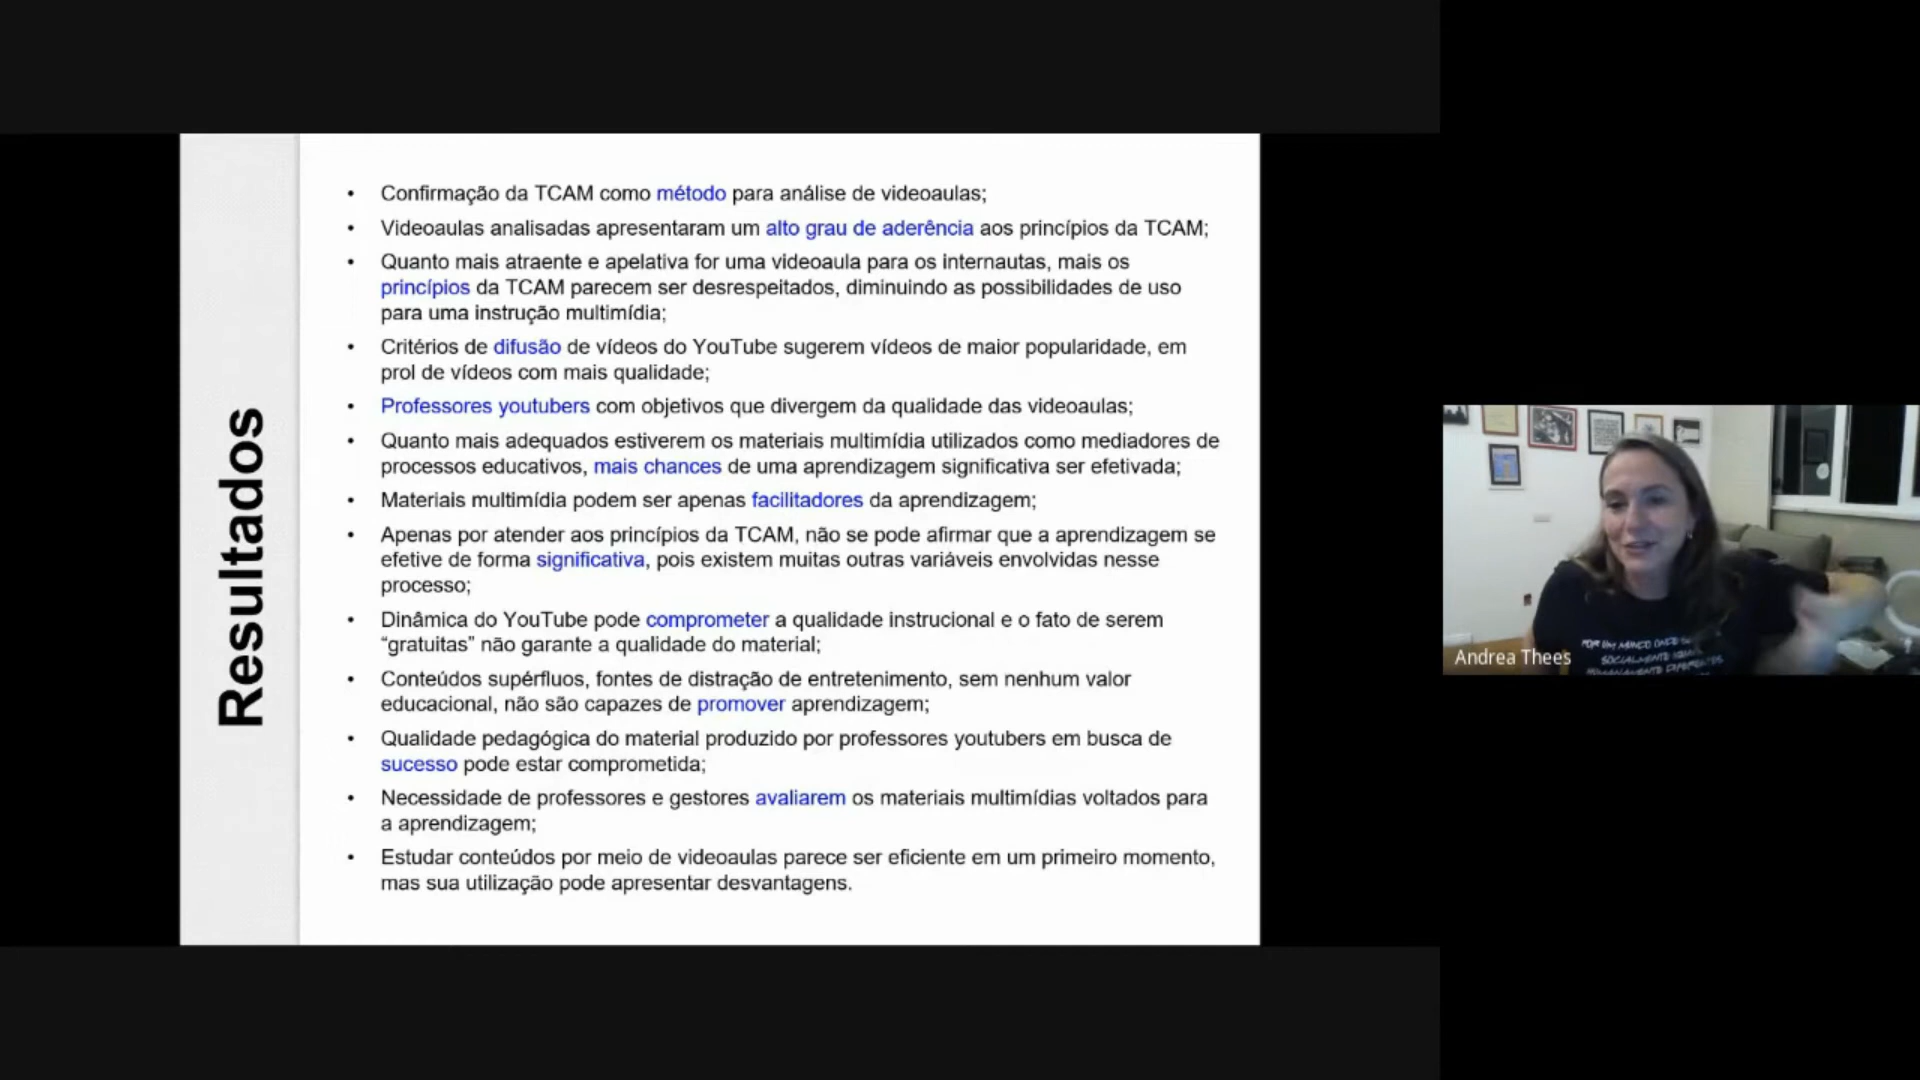 Resultados
• Confirmação da TCAM como método para análise de videoaulas;
• Videoaulas analisadas apresentaram um alto grau de aderência aos princípios da TCAM;
• Quanto mais atraente e apelativa for uma videoaula para os internautas, mais os
princípios da TCAM parecem ser desrespeitados, diminuindo as possibilidades de uso
para uma instrução multimídia;
• Critérios de difusão de vídeos do YouTube sugerem vídeos de maior popularidade, em
prol de vídeos com mais qualidade;
• Professores youtubers com objetivos que divergem da qualidade das videoaulas;
• Quanto mais adequados estiverem os materiais multimídia utilizados como mediadores de
processos educativos, mais chances de uma aprendizagem significativa ser efetivada;
• Materiais multimídia podem ser apenas facilitadores da aprendizagem;
• Apenas por atender aos princípios da TCAM, não se pode afirmar que a aprendizagem se
efetive de forma significativa, pois existem muitas outras variáveis envolvidas nesse
processo;
• Dinâmica do YouTube pode comprometer a qualidade instrucional e o fato de serem
“gratuitas” não garante a qualidade do material;
• Conteúdos supérfluos, fontes de distração de entretenimento, sem nenhum valor
educacional, não são capazes de promover aprendizagem;
• Qualidade pedagógica do material produzido por professores youtubers em busca de
sucesso pode estar comprometida;
• Necessidade de professores e gestores avaliarem os materiais multimídias voltados para
a aprendizagem;
• Estudar conteúdos por meio de videoaulas parece ser eficiente em um primeiro momento,
mas sua utilização pode apresentar desvantagens.
POR UM MUNDO ONDE
SOCIALMENTE
Andrea Thees